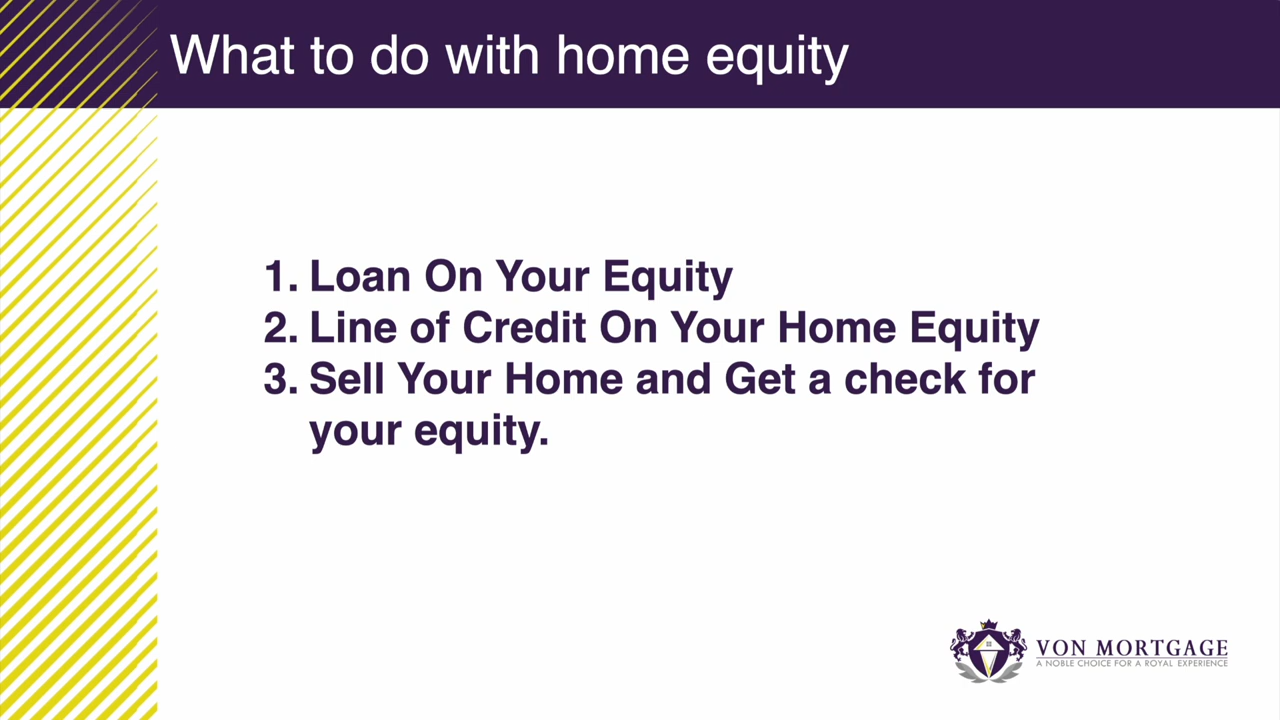 What to do with home equity
1. Loan On Your Equity
2. Line of Credit On Your Home Equity
3. Sell Your Home and Get a check for
your equity.
VON MORTGAGE
A NOBLE CHOICE FOR A ROYAL EXPERIENCE